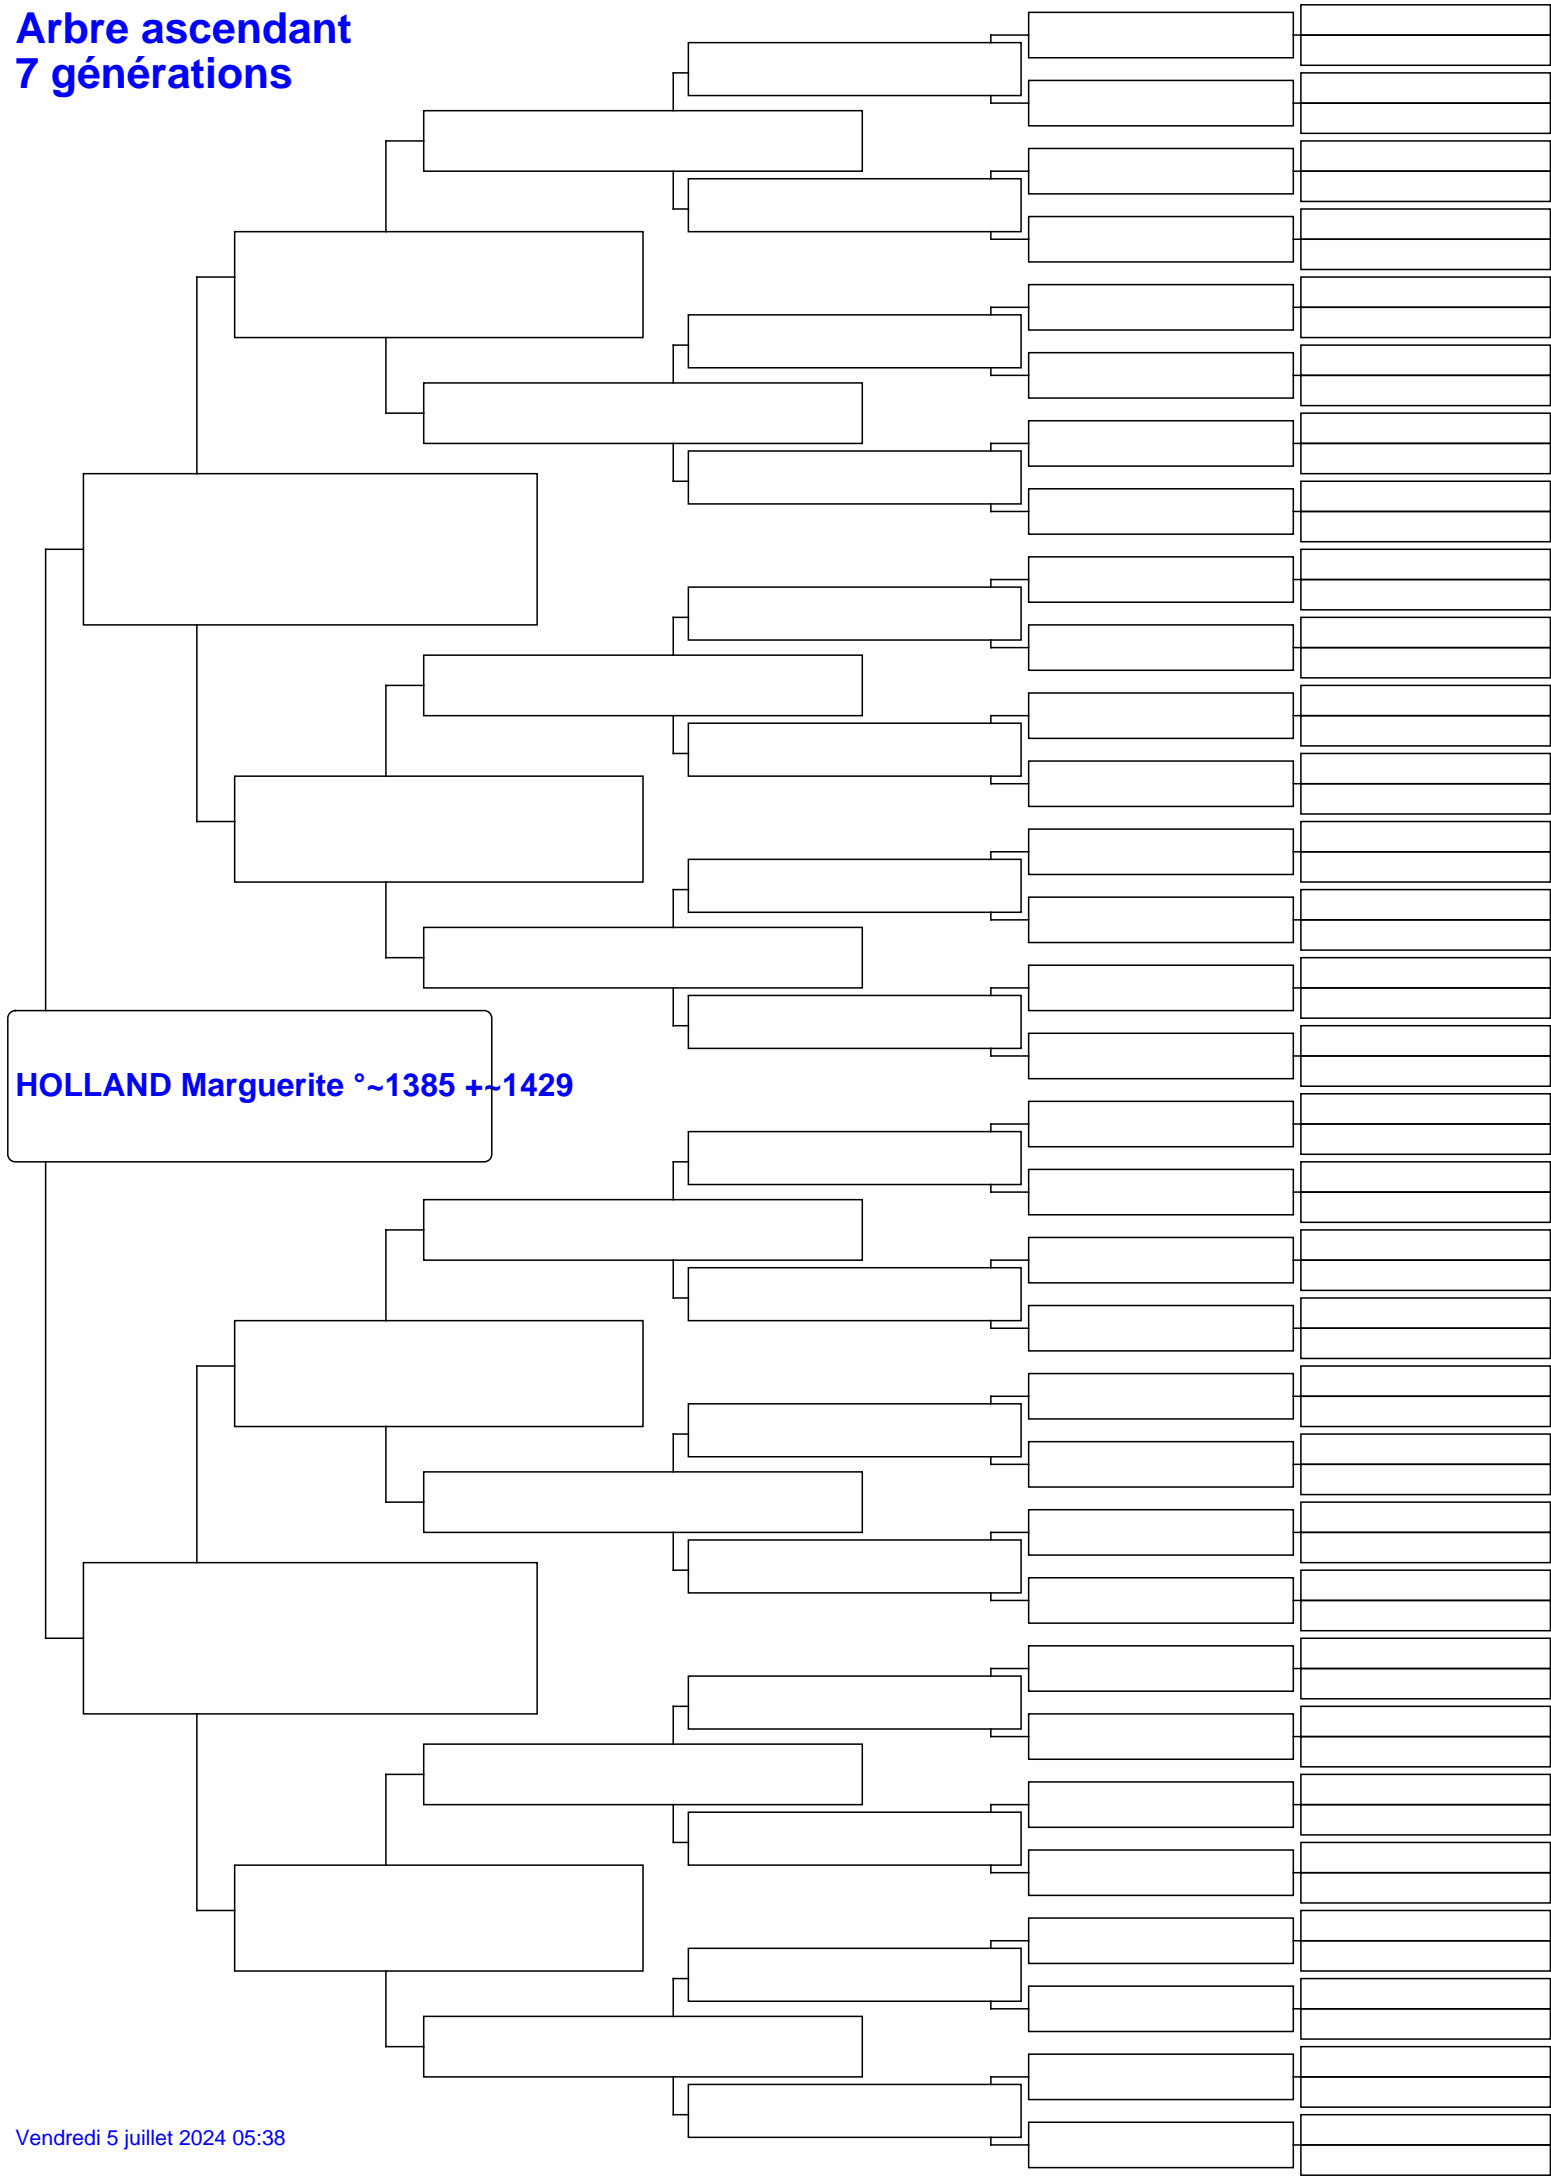 Arbre ascendant
7 générations
HOLLAND Marguerite °~1385 +~1429
Vendredi 5 juillet 2024 05:38